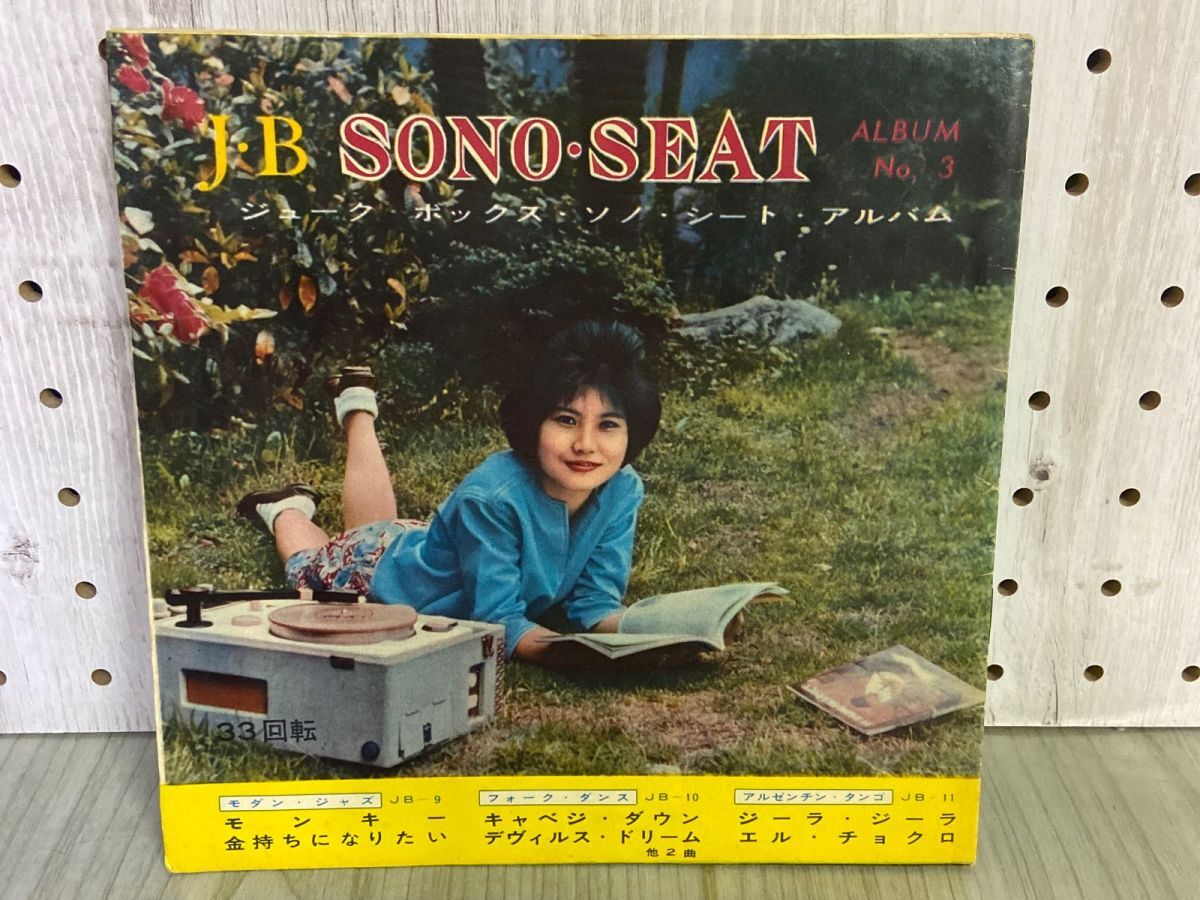 J・B SONO・SEAT ALBUM No, 3
ジューク ボックス・ソノ・シート・アルバム
33回転
モダン・ジャズ JB-9
モンキー
金持ちになりたい
フォーク・ダンス JB-10
キャベジ・ダウン
デヴィルス・ドリーム
他2曲
アルゼンチン・タンゴ JB-11
ジーラ・ジーラ
エル・チョクロ